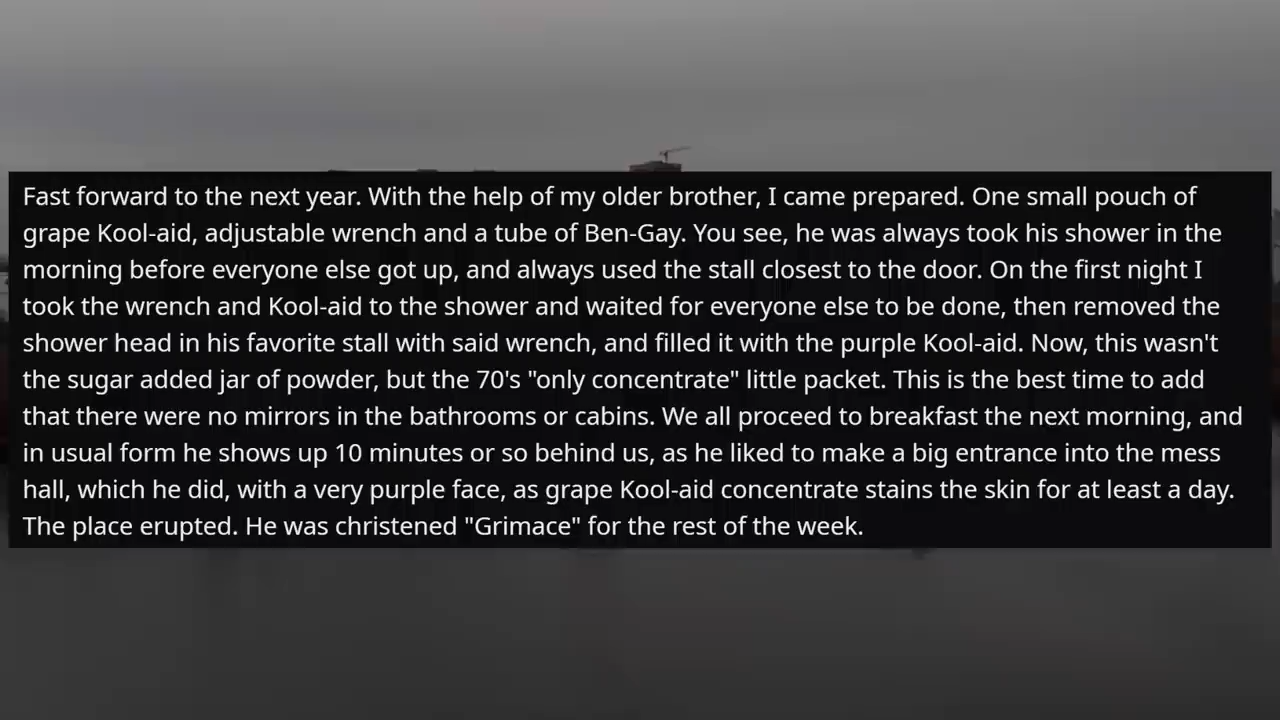 Fast forward to the next year. With the help of my older brother, I came prepared. One small pouch of
grape Kool-aid, adjustable wrench and a tube of Ben-Gay. You see, he was always took his shower in the
morning before everyone else got up, and always used the stall closest to the door. On the first night I
took the wrench and Kool-aid to the shower and waited for everyone else to be done, then removed the
shower head in his favorite stall with said wrench, and filled it with the purple Kool-aid. Now, this wasn't
the sugar added jar of powder, but the 70's "only concentrate" little packet. This is the best time to add
that there were no mirrors in the bathrooms or cabins. We all proceed to breakfast the next morning, and
in usual form he shows up 10 minutes or so behind us, as he liked to make a big entrance into the mess
hall, which he did, with a very purple face, as grape Kool-aid concentrate stains the skin for at least a day.
The place erupted. He was christened "Grimace" for the rest of the week.